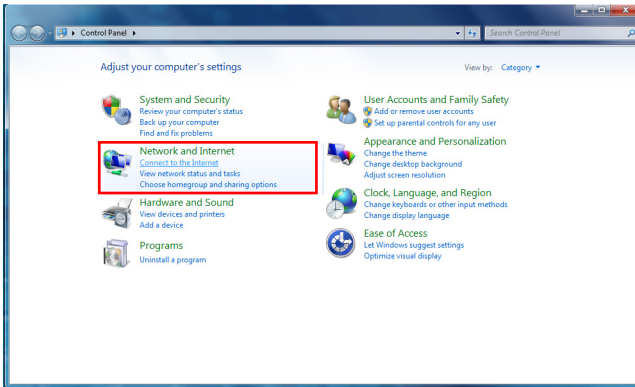 Control Panel
Search Control Panel
Adjust your computer's settings
View by: Category
System and Security
Review your computer's status
Back up your computer
Find and fix problems
Network and Internet
Connect to the Internet
View network status and tasks
Choose homegroup and sharing options
Hardware and Sound
View devices and printers
Add a device
Programs
Uninstall a program
User Accounts and Family Safety
Add or remove user accounts
Set up parental controls for any user
Appearance and Personalization
Change the theme
Change desktop background
Adjust screen resolution
Clock, Language, and Region
Change keyboards or other input methods
Change display language
Ease of Access
Let Windows suggest settings
Optimize visual display